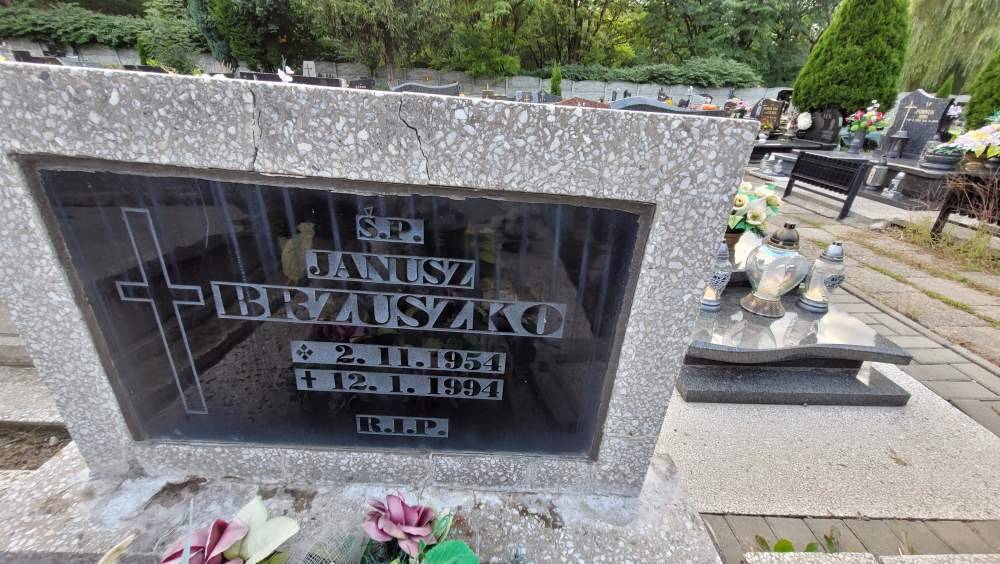 Ś.P.
JANUSZ
BRZUSZKO
2. 11. 1954
12. 1. 1994
R.I.P.